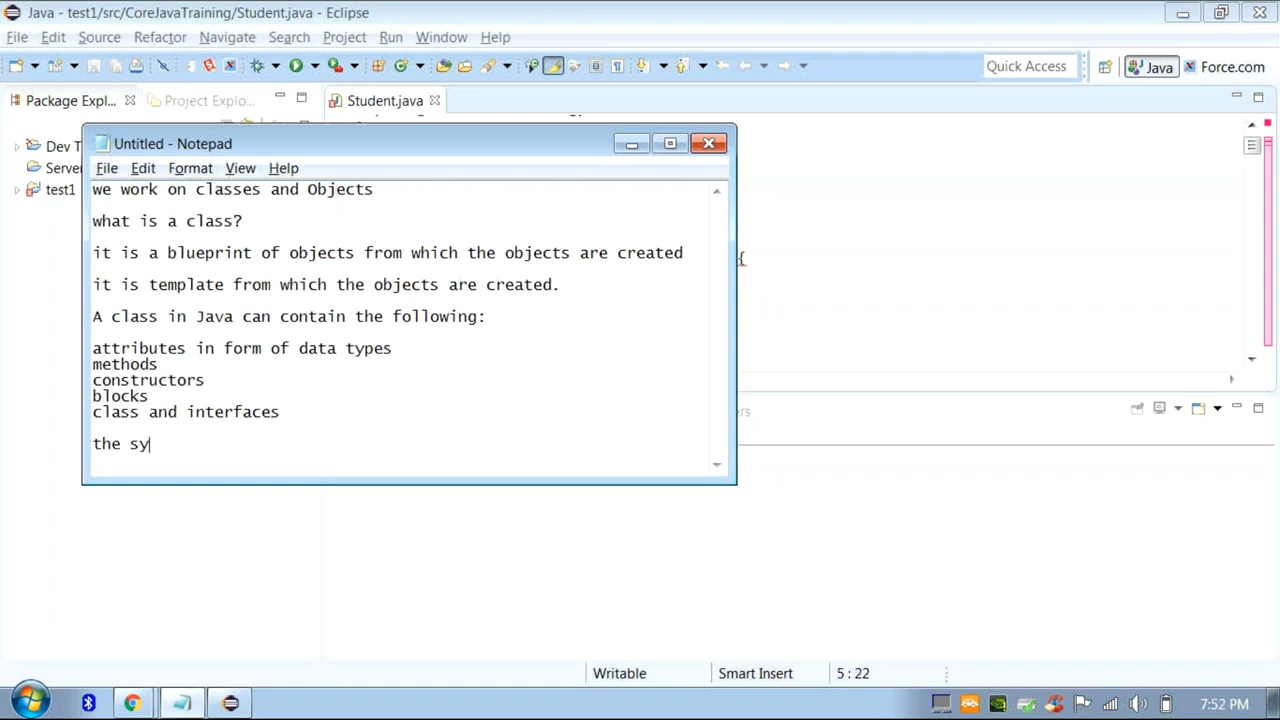 Java - test1/src/CoreJavaTraining/Student.java - Eclipse
File Edit Source Refactor Navigate Search Project Run Window Help
Quick Access Java Force.com
Package Expl... Project Explo... Student.java
Untitled - Notepad
Dev T
Server
test1
File Edit Format View Help
we work on classes and Objects
what is a class?
it is a blueprint of objects from which the objects are created
{
it is template from which the objects are created.
A class in Java can contain the following:
attributes in form of data types
methods
constructors
blocks
class and interfaces
the sy
Writable Smart Insert 5 : 22
7:52 PM